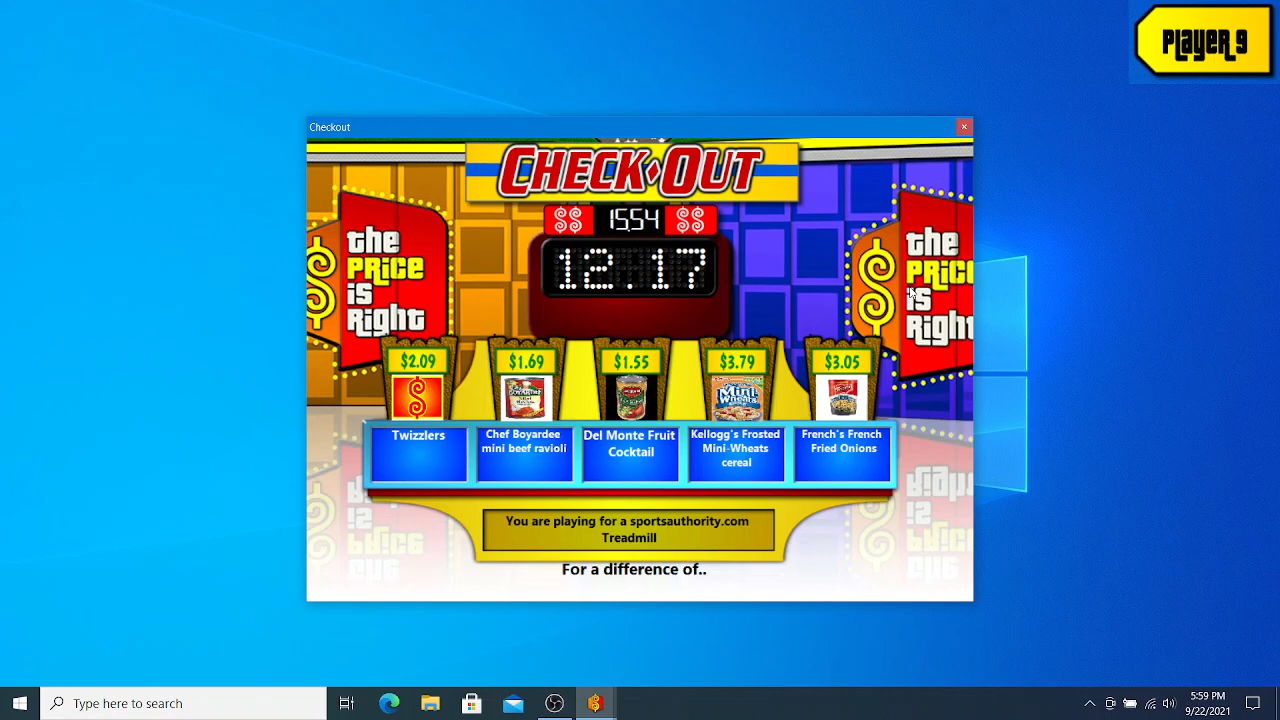 Player 9
Checkout
CHECK OUT
$$ 15.54 $$
12.17
the
PRICE
is
Right
the
PRICE
is
Right
$2.09
$1.69
$1.55
$3.79
$3.05
Twizzlers
Chef Boyardee
mini beef ravioli
Del Monte Fruit
Cocktail
Kellogg's Frosted
Mini-Wheats
cereal
French's French
Fried Onions
You are playing for a sportsauthority.com
Treadmill
For a difference of..
Type here to search
5:59 PM
9/22/2021